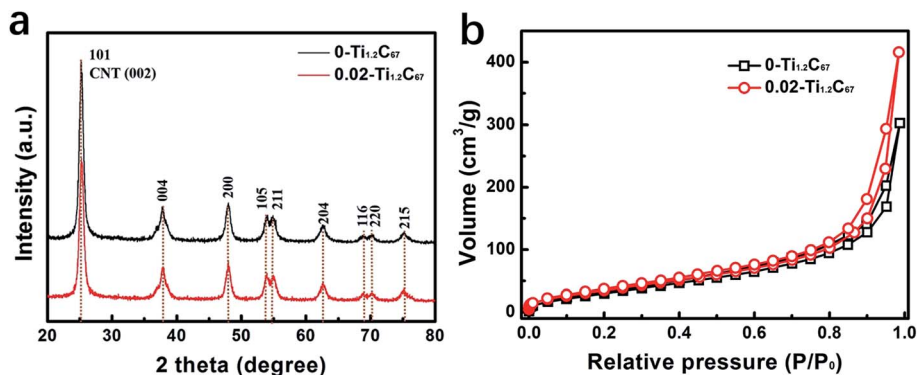 a
101
CNT (002)
0-Ti₁.₂C₆₇
0.02-Ti₁.₂C₆₇
004
200
105
211
204
116
220
215
Intensity (a.u.)
20 30 40 50 60 70 80
2 theta (degree)
b
0-Ti₁.₂C₆₇
0.02-Ti₁.₂C₆₇
400
300
200
100
0
Volume (cm³/g)
0.0 0.2 0.4 0.6 0.8 1.0
Relative pressure (P/P₀)